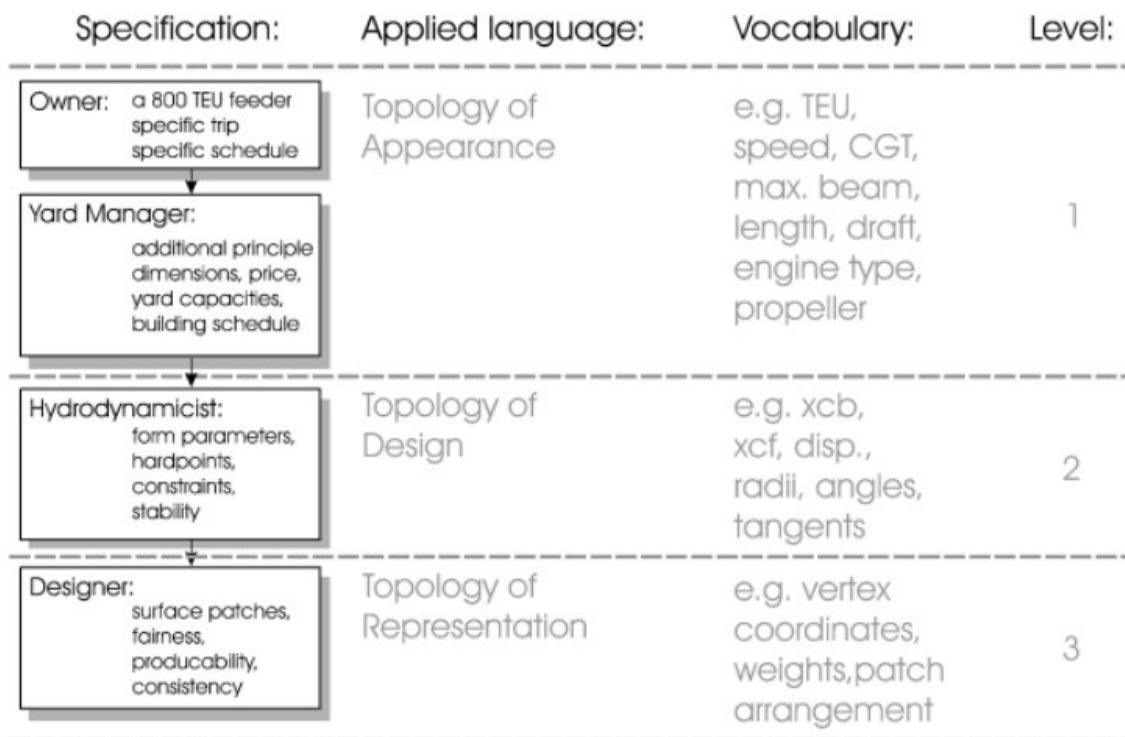 Specification: Applied language: Vocabulary: Level:
Owner: a 800 TEU feeder
specific trip
specific schedule
Topology of
Appearance
e.g. TEU,
speed, CGT,
max. beam,
length, draft,
engine type,
propeller
1
Yard Manager:
additional principle
dimensions, price,
yard capacities,
building schedule
Hydrodynamicist:
form parameters,
hardpoints,
constraints,
stability
Topology of
Design
e.g. xcb,
xcf, disp.,
radii, angles,
tangents
2
Designer:
surface patches,
fairness,
producability,
consistency
Topology of
Representation
e.g. vertex
coordinates,
weights,patch
arrangement
3